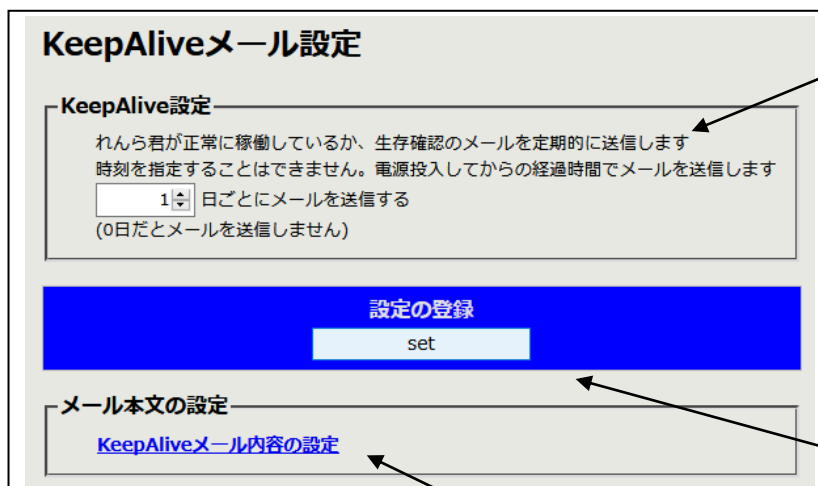 KeepAliveメール設定
KeepAlive設定
れんら君が正常に稼働しているか、生存確認のメールを定期的に送信します
時刻を指定することはできません。電源投入してからの経過時間でメールを送信します
1 日ごとにメールを送信する
(0日だとメールを送信しません)
設定の登録
set
メール本文の設定
KeepAliveメール内容の設定